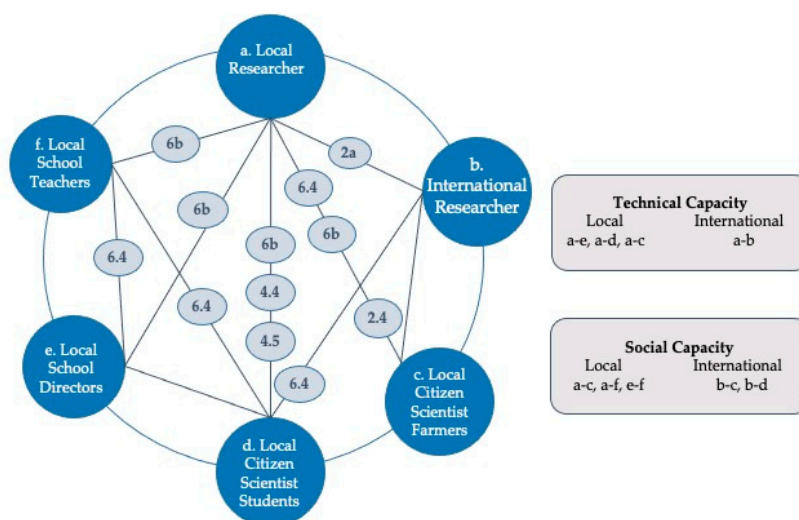 a. Local
Researcher
f. Local
School
Teachers
6b
2a
b.
International
Researcher
6.4
6b
6b
6.4
6b
6.4
4.4
2.4
4.5
6.4
e. Local
School
Directors
c. Local
Citizen
Scientist
Farmers
d. Local
Citizen
Scientist
Students
Technical Capacity
Local International
a-e, a-d, a-c a-b
Social Capacity
Local International
a-c, a-f, e-f b-c, b-d